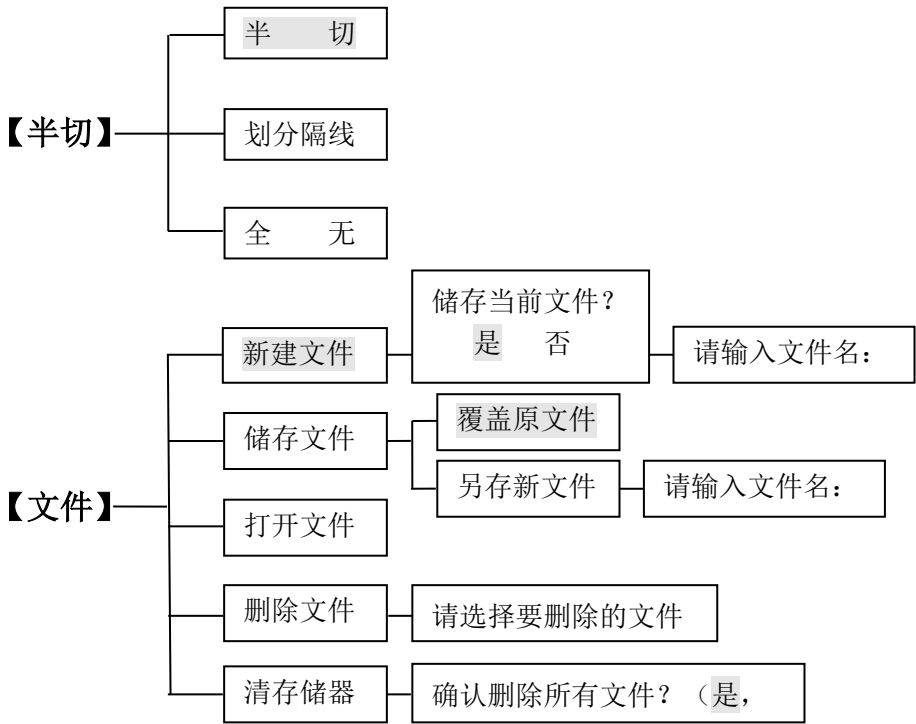 【半切】
半 切
划分隔线
全 无
【文件】
新建文件
储存当前文件?
是 否
请输入文件名:
储存文件
覆盖原文件
另存新文件
请输入文件名:
打开文件
删除文件
请选择要删除的文件
清存储器
确认删除所有文件?(是,